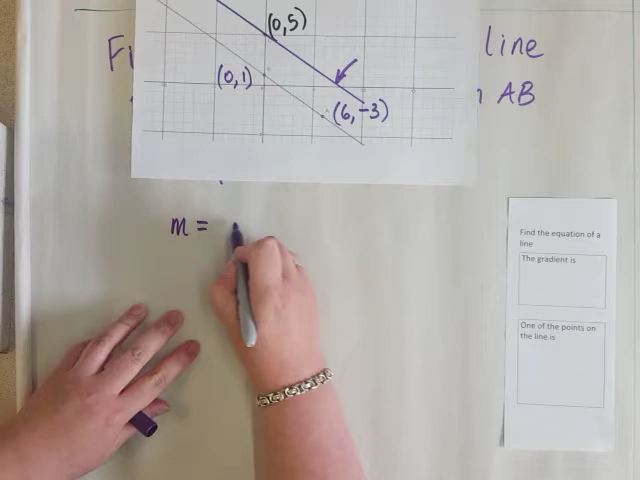 (0,5)
line
(0,1)
(6,-3)
AB
m =
Find the equation of a
line
The gradient is
One of the points on
the line is